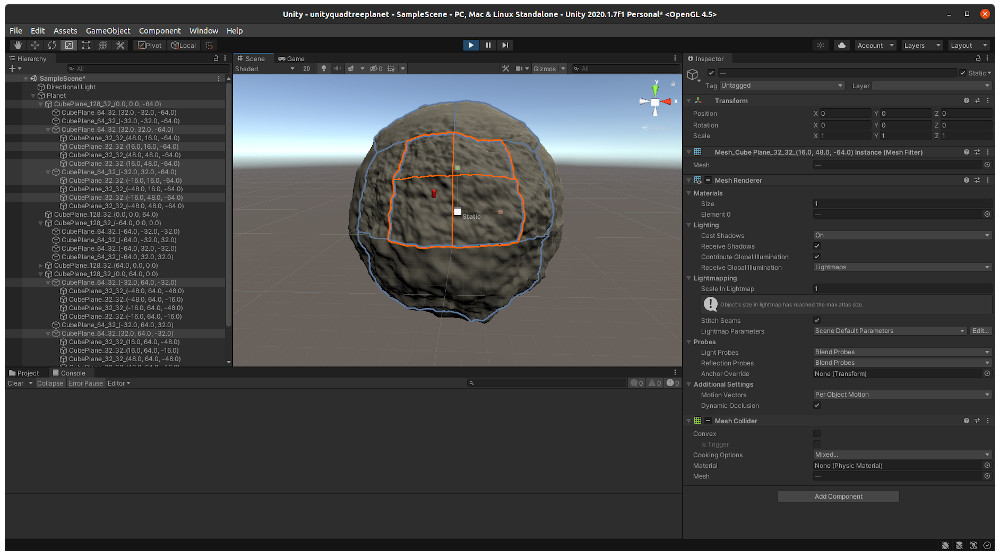 Unity - unityquadtreeplanet - SampleScene - PC, Mac & Linux Standalone - Unity 2020.1.7f1 Personal* <OpenGL 4.5>
File Edit Assets GameObject Component Window Help
Pivot Local Account Layers Layout
Hierarchy
All
SampleScene*
Directional Light
Planet
CubePlane_128_32_(0.0, 0.0, -64.0)
CubePlane_64_32_(32.0, -32.0, -64.0)
CubePlane_64_32_(-32.0, -32.0, -64.0)
CubePlane_64_32_(32.0, 32.0, -64.0)
CubePlane_32_32_(48.0, 16.0, -64.0)
CubePlane_32_32_(16.0, 16.0, -64.0)
CubePlane_32_32_(48.0, 48.0, -64.0)
CubePlane_32_32_(16.0, 48.0, -64.0)
CubePlane_64_32_(-32.0, 32.0, -64.0)
CubePlane_32_32_(-16.0, 16.0, -64.0)
CubePlane_32_32_(-48.0, 16.0, -64.0)
CubePlane_32_32_(-16.0, 48.0, -64.0)
CubePlane_32_32_(-48.0, 48.0, -64.0)
CubePlane_128_32_(0.0, 0.0, 64.0)
CubePlane_128_32_(-64.0, 0.0, 0.0)
CubePlane_64_32_(-64.0, -32.0, -32.0)
CubePlane_64_32_(-64.0, -32.0, 32.0)
CubePlane_64_32_(-64.0, 32.0, -32.0)
CubePlane_64_32_(-64.0, 32.0, 32.0)
CubePlane_128_32_(64.0, 0.0, 0.0)
CubePlane_128_32_(0.0, 64.0, 0.0)
CubePlane_64_32_(-32.0, 64.0, -32.0)
CubePlane_32_32_(-48.0, 64.0, -48.0)
CubePlane_32_32_(-48.0, 64.0, -16.0)
CubePlane_32_32_(-16.0, 64.0, -48.0)
CubePlane_64_32_(-32.0, 64.0, 32.0)
CubePlane_64_32_(32.0, 64.0, -32.0)
CubePlane_32_32_(16.0, 64.0, -48.0)
CubePlane_32_32_(16.0, 64.0, -16.0)
CubePlane_32_32_(48.0, 64.0, -48.0)
Scene Game
Shaded 2D 0 Gizmos All
y
x
Static
Project Console
Clear Collapse Error Pause Editor 0 0 0
Inspector
— Static
Tag Untagged Layer
Transform
Position X 0 Y 0 Z 0
Rotation X 0 Y 0 Z 0
Scale X 1 Y 1 Z 1
Mesh_Cube Plane_32_32_(16.0, 48.0, -64.0) Instance (Mesh Filter)
Mesh —
Mesh Renderer
Materials
Size 1
Element 0 —
Lighting
Cast Shadows On
Receive Shadows
Contribute Global Illumination
Receive Global Illumination Lightmaps
Lightmapping
Scale In Lightmap 1
Object's size in lightmap has reached the max atlas size.
Stitch Seams
Lightmap Parameters Scene Default Parameters Edit...
Probes
Light Probes Blend Probes
Reflection Probes Blend Probes
Anchor Override None (Transform)
Additional Settings
Motion Vectors Per Object Motion
Dynamic Occlusion
Mesh Collider
Convex
Is Trigger
Cooking Options Mixed...
Material None (Physic Material)
Mesh —
Add Component